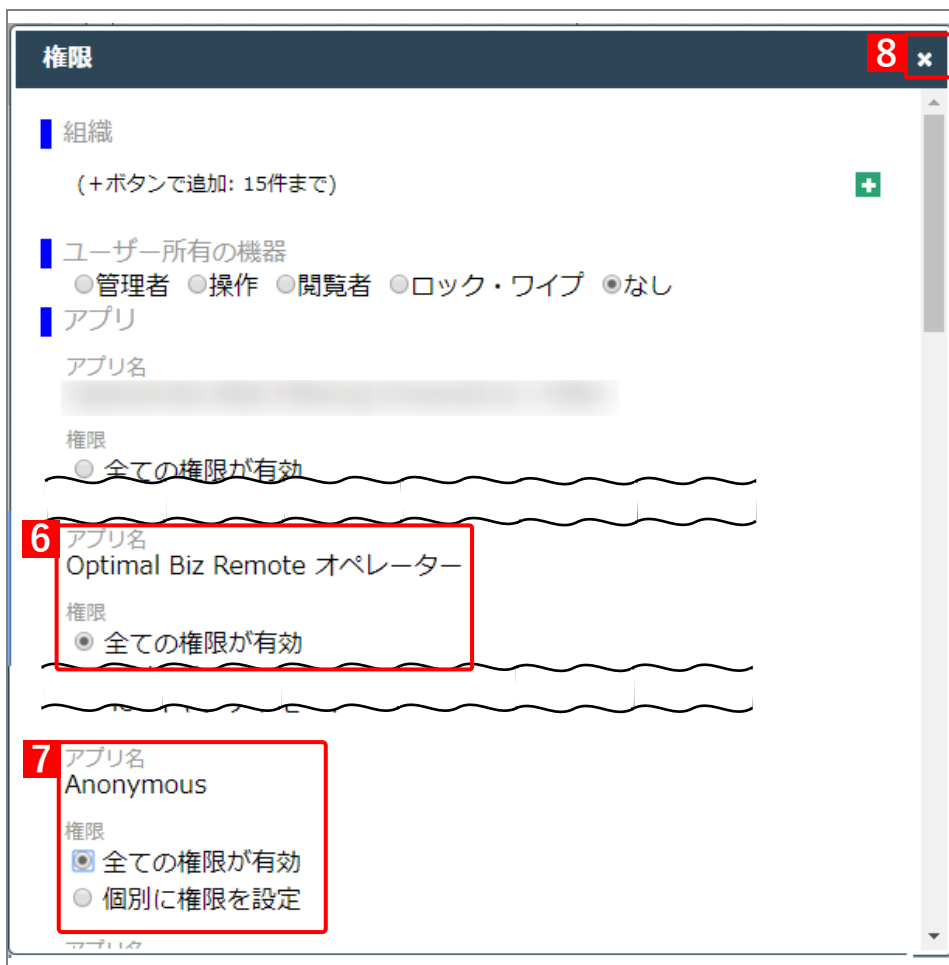 権限
8 ×
組織
(+ボタンで追加: 15件まで)
ユーザー所有の機器
管理者 操作 閲覧者 ロック・ワイプ なし
アプリ
アプリ名
権限
全ての権限が有効
6 アプリ名
Optimal Biz Remote オペレーター
権限
全ての権限が有効
7 アプリ名
Anonymous
権限
全ての権限が有効
個別に権限を設定
アプリ名